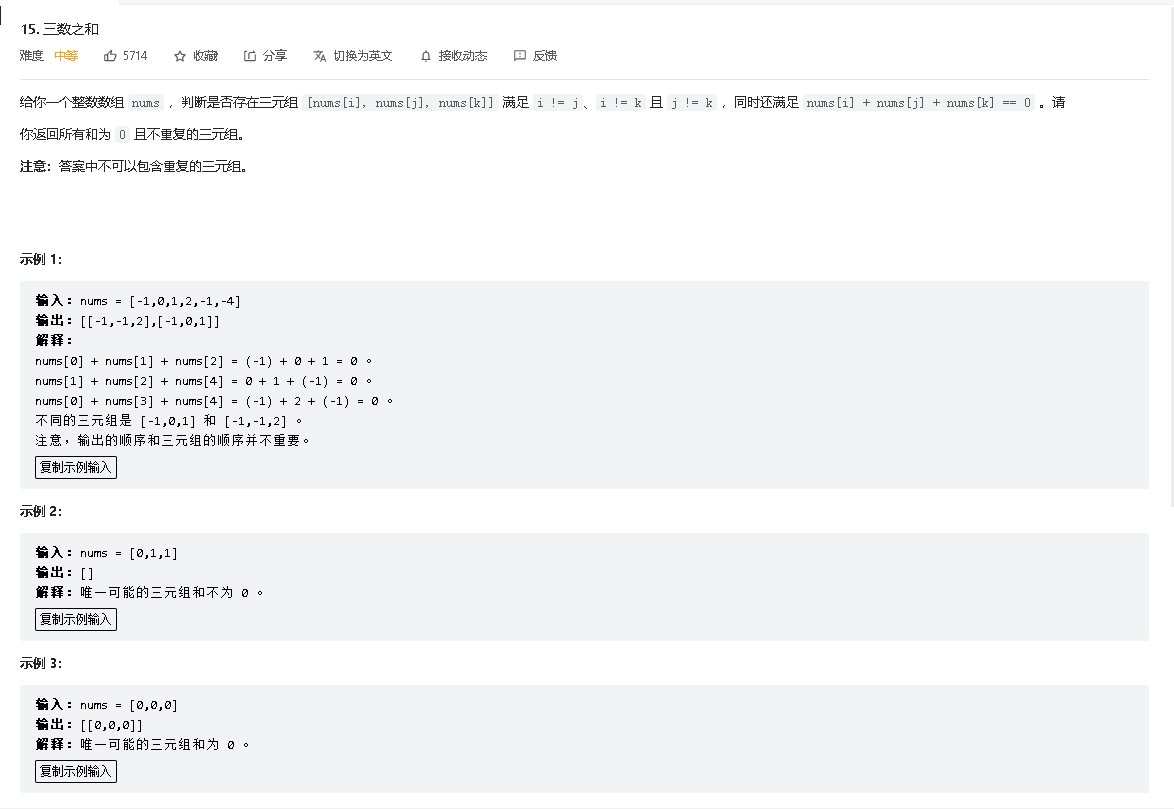 15. 三数之和
难度 中等 5714 收藏 分享 切换为英文 接收动态 反馈
给你一个整数数组 nums ，判断是否存在三元组 [nums[i], nums[j], nums[k]] 满足 i != j、i != k 且 j != k ，同时还满足 nums[i] + nums[j] + nums[k] == 0 。请
你返回所有和为 0 且不重复的三元组。
注意：答案中不可以包含重复的三元组。
示例 1：
输入：nums = [-1,0,1,2,-1,-4]
输出：[[-1,-1,2],[-1,0,1]]
解释：
nums[0] + nums[1] + nums[2] = (-1) + 0 + 1 = 0 。
nums[1] + nums[2] + nums[4] = 0 + 1 + (-1) = 0 。
nums[0] + nums[3] + nums[4] = (-1) + 2 + (-1) = 0 。
不同的三元组是 [-1,0,1] 和 [-1,-1,2] 。
注意，输出的顺序和三元组的顺序并不重要。
复制示例输入
示例 2：
输入：nums = [0,1,1]
输出：[]
解释：唯一可能的三元组和不为 0 。
复制示例输入
示例 3：
输入：nums = [0,0,0]
输出：[[0,0,0]]
解释：唯一可能的三元组和为 0 。
复制示例输入